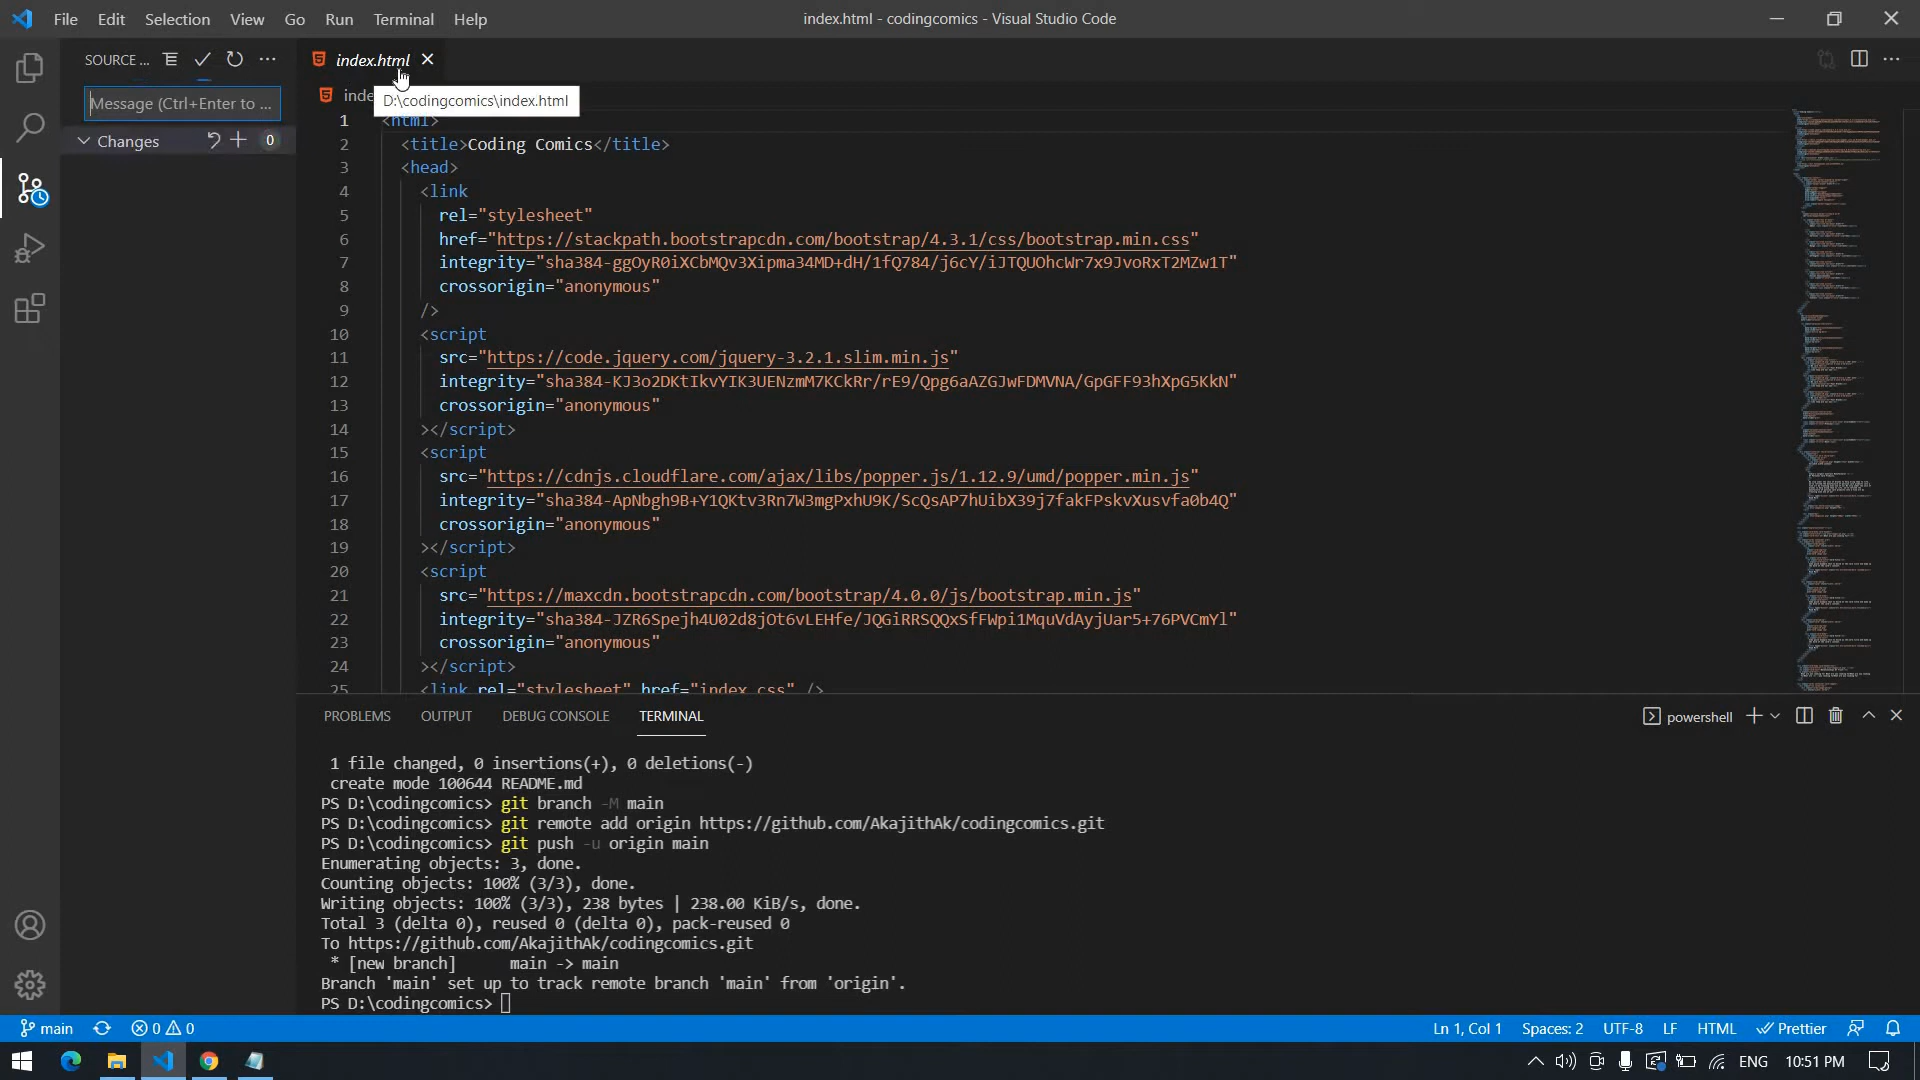 File Edit Selection View Go Run Terminal Help
index.html - codingcomics - Visual Studio Code
SOURCE ...
Message (Ctrl+Enter to ...
Changes
0
index.html
inde
D:\codingcomics\index.html
1 <html>
2 <title>Coding Comics</title>
3 <head>
4 <link
5 rel="stylesheet"
6 href="https://stackpath.bootstrapcdn.com/bootstrap/4.3.1/css/bootstrap.min.css"
7 integrity="sha384-ggOyR0iXCbMQv3Xipma34MD+dH/1fQ784/j6cY/iJTQUOhcWr7x9JvoRxT2MZw1T"
8 crossorigin="anonymous"
9 />
10 <script
11 src="https://code.jquery.com/jquery-3.2.1.slim.min.js"
12 integrity="sha384-KJ3o2DKtIkvYIK3UENzmM7KCkRr/rE9/Qpg6aAZGJwFDMVNA/GpGFF93hXpG5KkN"
13 crossorigin="anonymous"
14 ></script>
15 <script
16 src="https://cdnjs.cloudflare.com/ajax/libs/popper.js/1.12.9/umd/popper.min.js"
17 integrity="sha384-ApNbgh9B+Y1QKtv3Rn7W3mgPxhU9K/ScQsAP7hUibX39j7fakFPskvXusvfa0b4Q"
18 crossorigin="anonymous"
19 ></script>
20 <script
21 src="https://maxcdn.bootstrapcdn.com/bootstrap/4.0.0/js/bootstrap.min.js"
22 integrity="sha384-JZR6Spejh4U02d8jOt6vLEHfe/JQGiRRSQQxSfFWpi1MquVdAyjUar5+76PVCmYl"
23 crossorigin="anonymous"
24 ></script>
25 <link rel="stylesheet" href="index.css" />
PROBLEMS OUTPUT DEBUG CONSOLE TERMINAL
powershell
1 file changed, 0 insertions(+), 0 deletions(-)
create mode 100644 README.md
PS D:\codingcomics> git branch -M main
PS D:\codingcomics> git remote add origin https://github.com/AkajithAk/codingcomics.git
PS D:\codingcomics> git push -u origin main
Enumerating objects: 3, done.
Counting objects: 100% (3/3), done.
Writing objects: 100% (3/3), 238 bytes | 238.00 KiB/s, done.
Total 3 (delta 0), reused 0 (delta 0), pack-reused 0
To https://github.com/AkajithAk/codingcomics.git
* [new branch] main -> main
Branch 'main' set up to track remote branch 'main' from 'origin'.
PS D:\codingcomics>
main 0 0
Ln 1, Col 1 Spaces: 2 UTF-8 LF HTML Prettier
ENG 10:51 PM